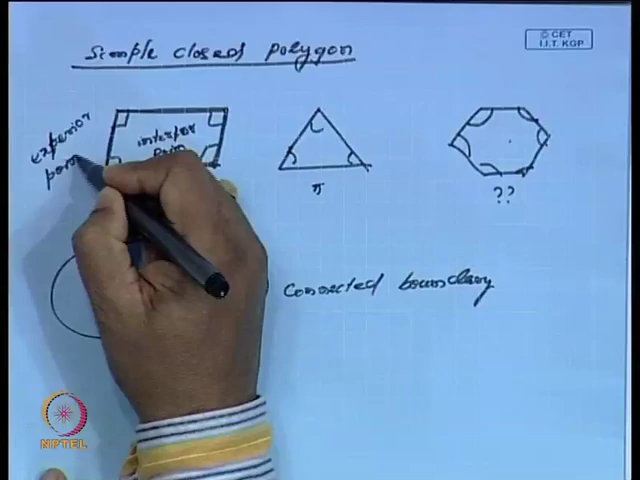 Simple closed polygon
© CET
I.I.T. KGP
exterior
interior
π
??
Connected boundary
NPTEL